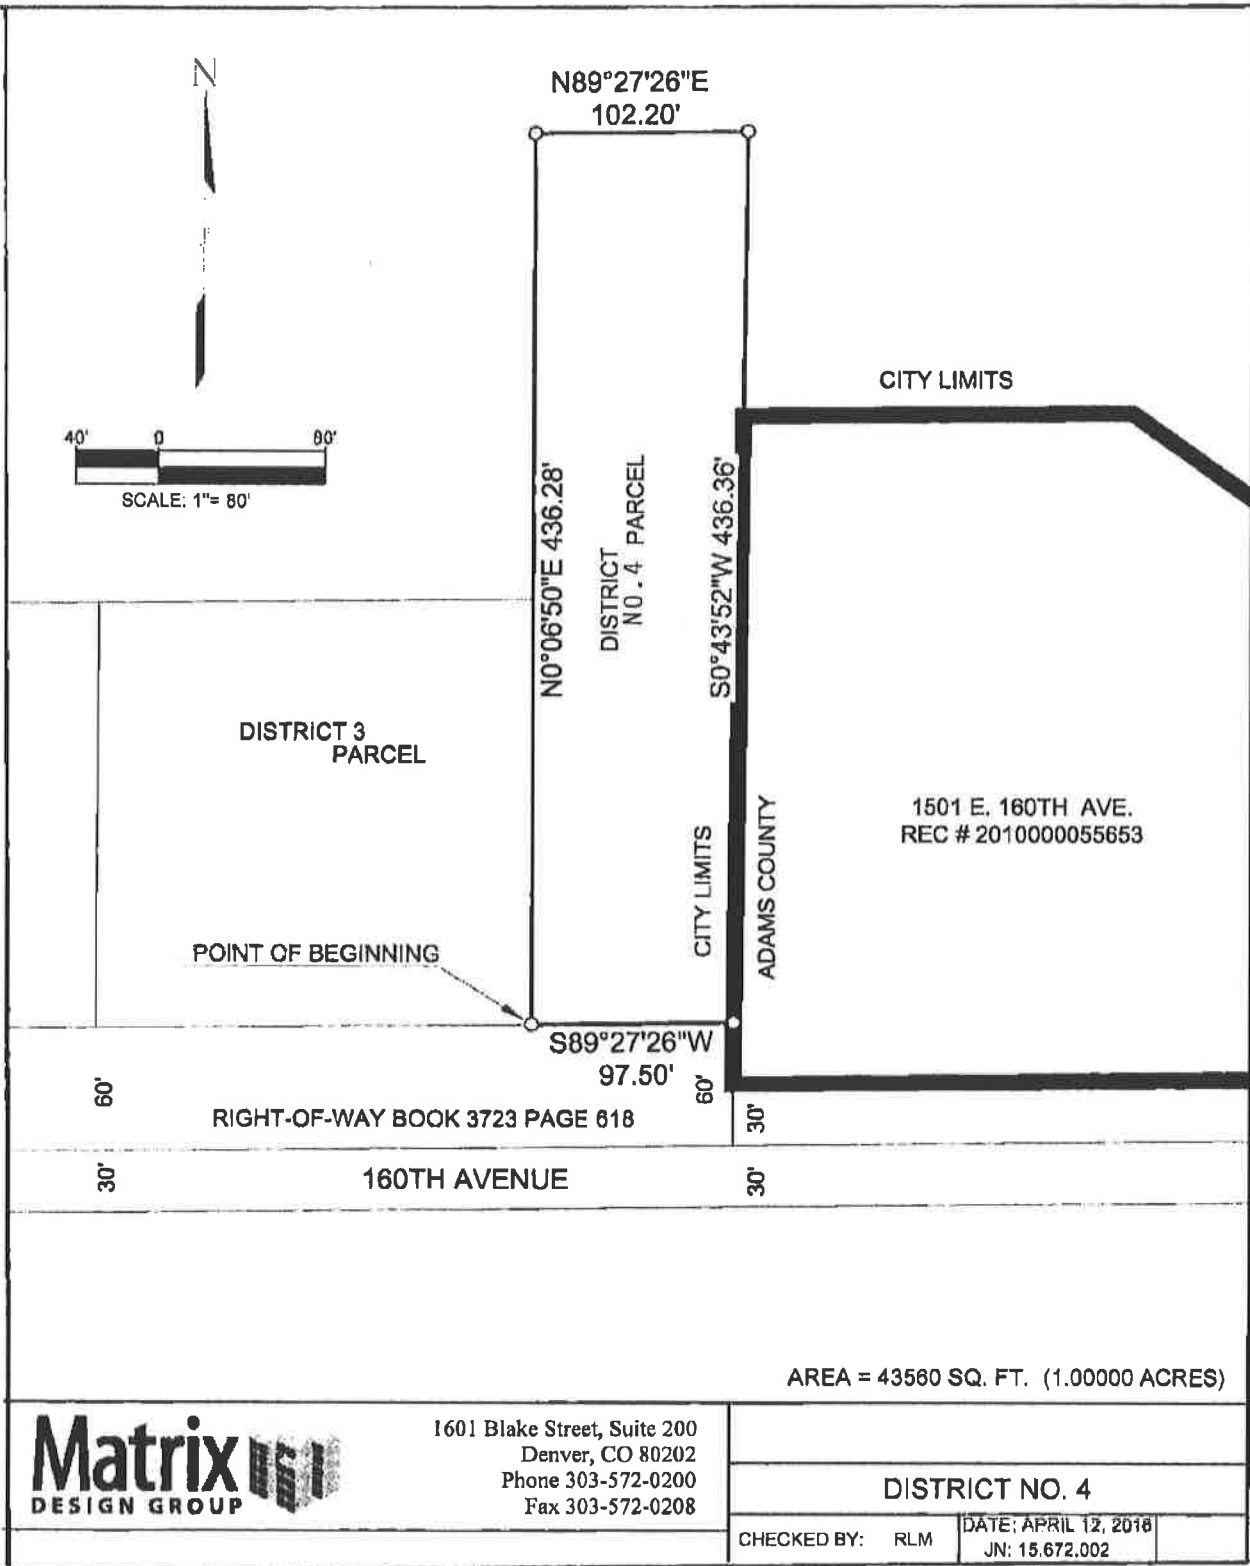 N
N89°27'26"E
102.20'
CITY LIMITS
40' 0 80'
SCALE: 1"= 80'
N0°06'50"E 436.28'
DISTRICT
NO. 4 PARCEL
S0°43'52"W 436.36'
DISTRICT 3
PARCEL
1501 E. 160TH AVE.
REC # 2010000055653
CITY LIMITS
ADAMS COUNTY
POINT OF BEGINNING
S89°27'26"W
97.50'
60'
60'
30'
RIGHT-OF-WAY BOOK 3723 PAGE 618
30'
160TH AVENUE
30'
AREA = 43560 SQ. FT. (1.00000 ACRES)
Matrix
DESIGN GROUP
1601 Blake Street, Suite 200
Denver, CO 80202
Phone 303-572-0200
Fax 303-572-0208
DISTRICT NO. 4
CHECKED BY: RLM
DATE: APRIL 12, 2016
JN: 15.672.002